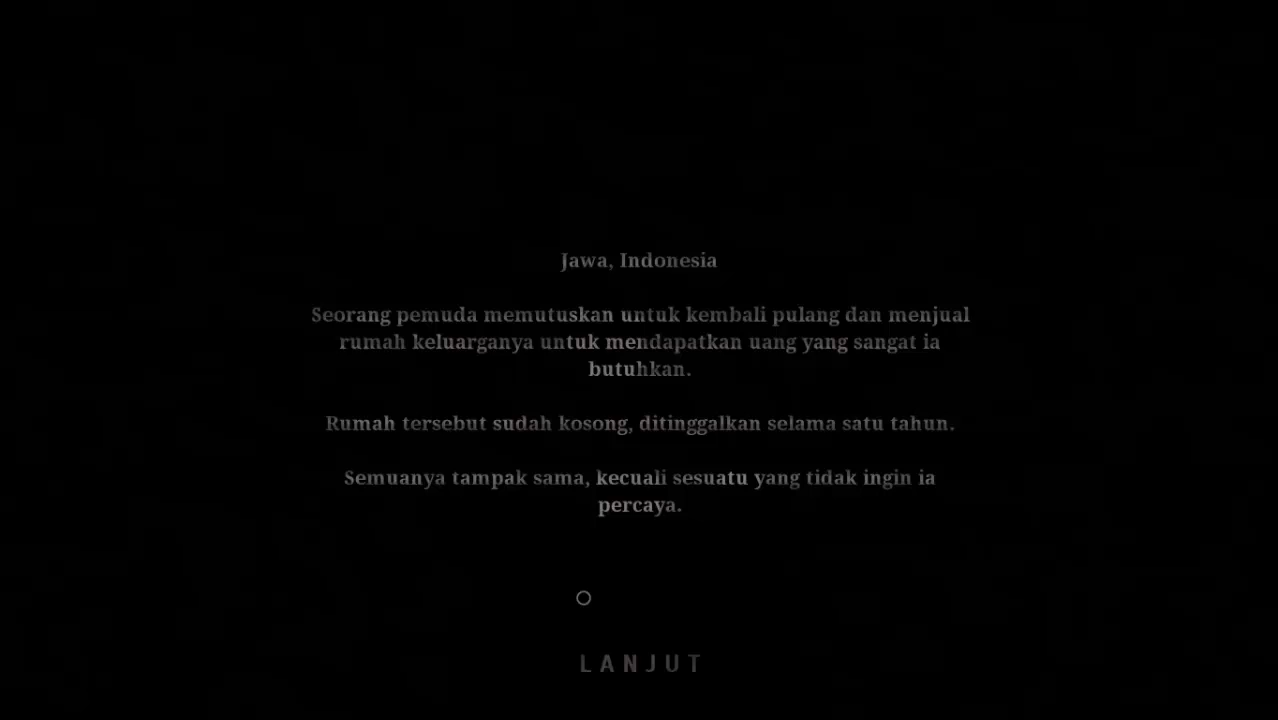 Jawa, Indonesia
Seorang pemuda memutuskan untuk kembali pulang dan menjual
rumah keluarganya untuk mendapatkan uang yang sangat ia
butuhkan.
Rumah tersebut sudah kosong, ditinggalkan selama satu tahun.
Semuanya tampak sama, kecuali sesuatu yang tidak ingin ia
percaya.
LANJUT